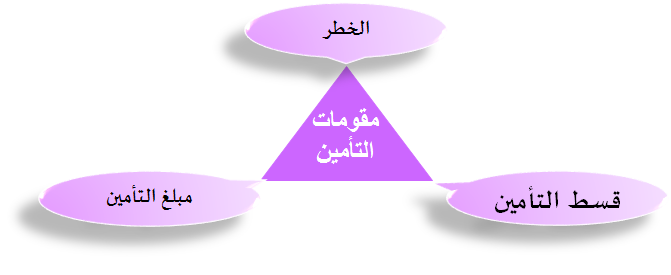 الخطر
مقومات
التأمين
قسط التأمين
مبلغ التأمين